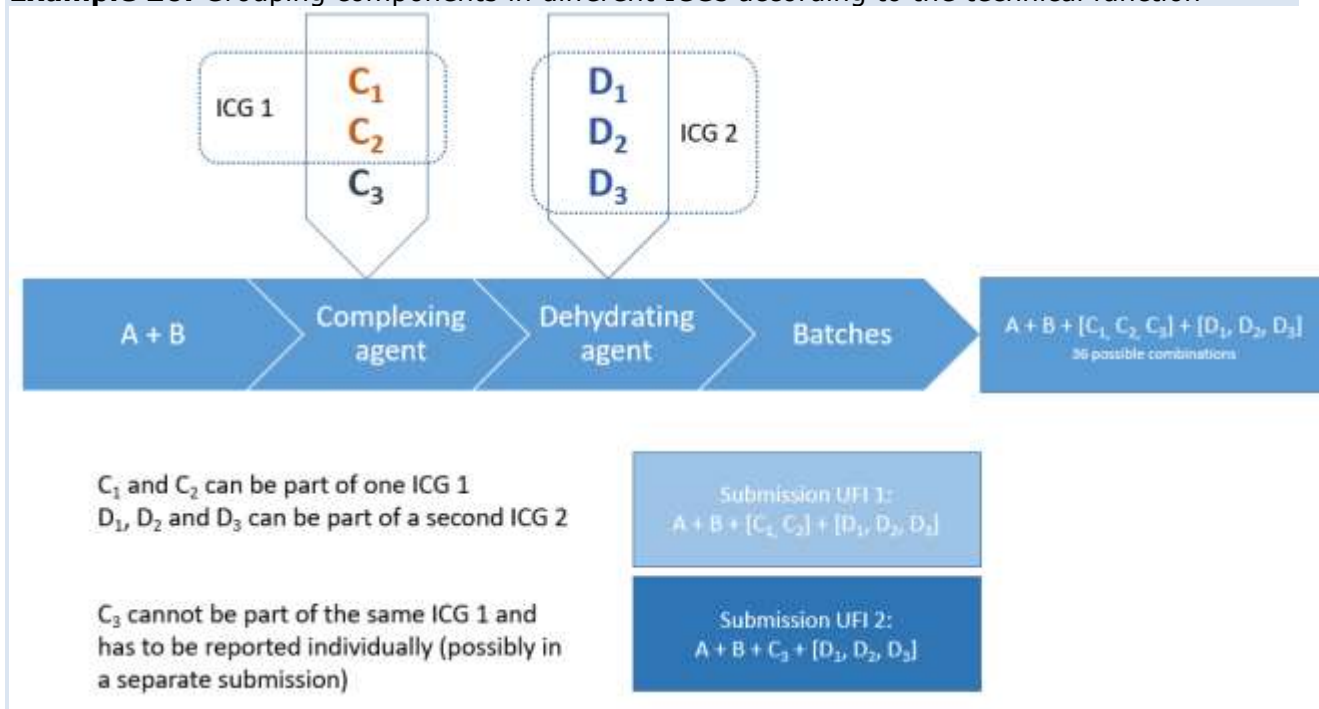 Example 20: Grouping components in different ICGs according to the technical function
C₁
ICG 1
C₂
C₃
D₁
D₂
ICG 2
D₃
A + B
Complexing
agent
Dehydrating
agent
Batches
A + B + [C₁, C₂, C₃] + [D₁, D₂, D₃]
36 possible combinations
C₁ and C₂ can be part of one ICG 1
D₁, D₂ and D₃ can be part of a second ICG 2
Submission UFI 1:
A + B + [C₁, C₂] + [D₁, D₂, D₃]
C₃ cannot be part of the same ICG 1 and
has to be reported individually (possibly in
a separate submission)
Submission UFI 2:
A + B + C₃ + [D₁, D₂, D₃]